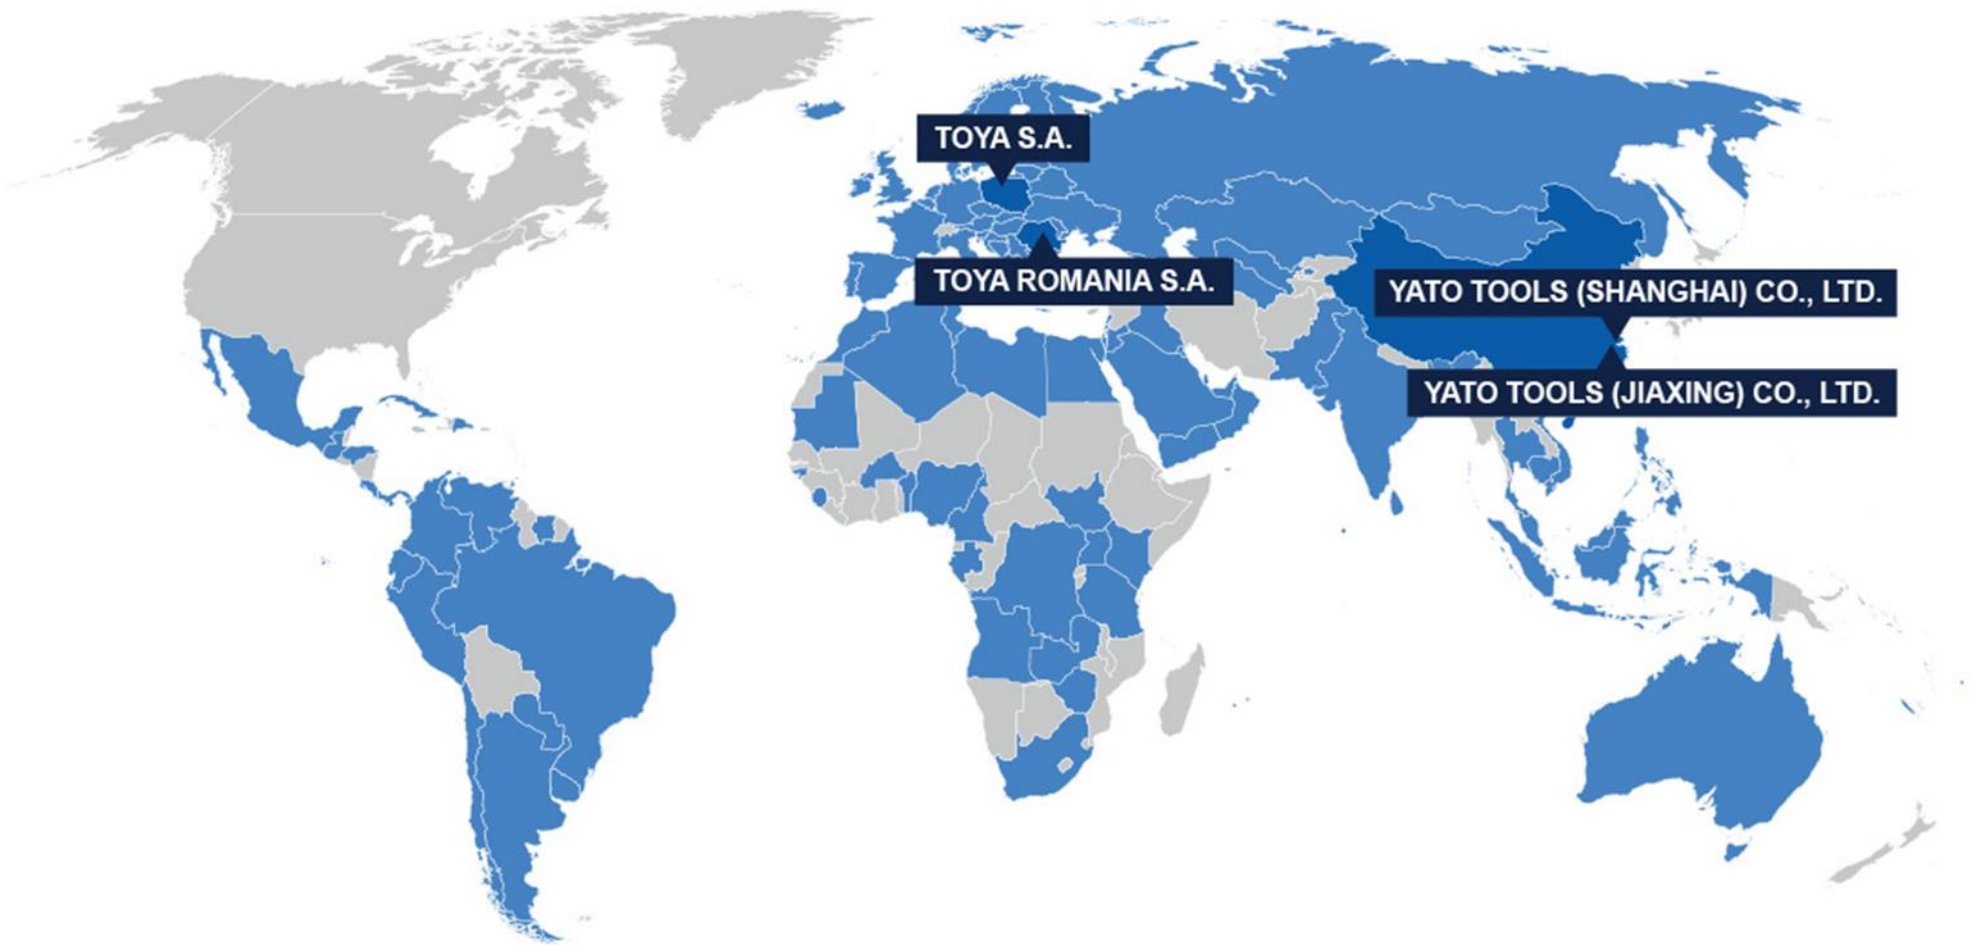 TOYA S.A.
TOYA ROMANIA S.A.
YATO TOOLS (SHANGHAI) CO., LTD.
YATO TOOLS (JIAXING) CO., LTD.